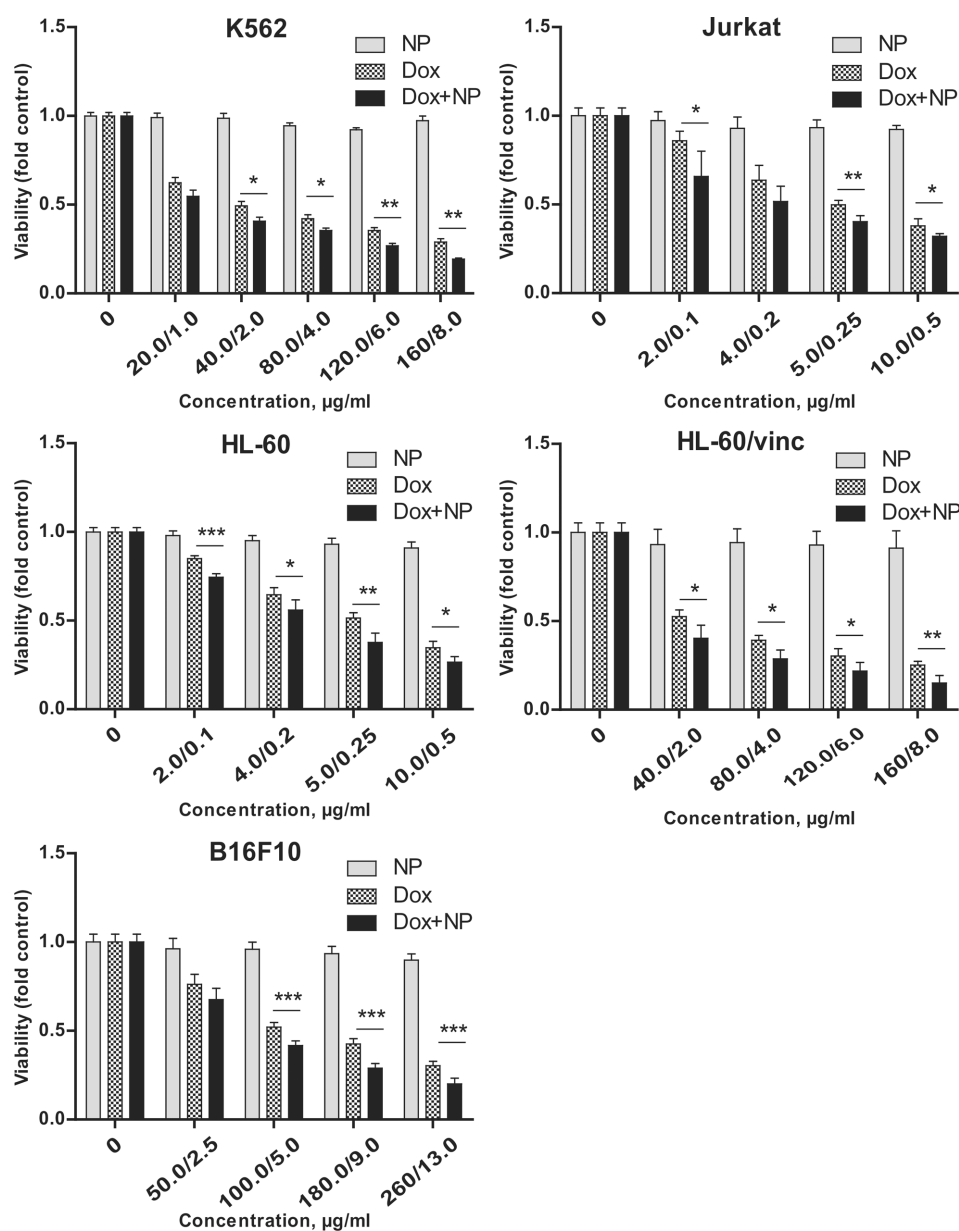 K562
Viability (fold control)
1.5
1.0
0.5
0.0
NP
Dox
Dox+NP
*
*
**
**
0
20.0/1.0
40.0/2.0
80.0/4.0
120.0/6.0
160/8.0
Concentration, µg/ml
Jurkat
Viability (fold control)
1.5
1.0
0.5
0.0
NP
Dox
Dox+NP
*
**
*
0
2.0/0.1
4.0/0.2
5.0/0.25
10.0/0.5
Concentration, µg/ml
HL-60
Viability (fold control)
1.5
1.0
0.5
0.0
NP
Dox
Dox+NP
***
*
**
*
0
2.0/0.1
4.0/0.2
5.0/0.25
10.0/0.5
Concentration, µg/ml
HL-60/vinc
Viability (fold control)
1.5
1.0
0.5
0.0
NP
Dox
Dox+NP
*
*
*
**
0
40.0/2.0
80.0/4.0
120.0/6.0
160/8.0
Concentration, µg/ml
B16F10
Viability (fold control)
1.5
1.0
0.5
0.0
NP
Dox
Dox+NP
***
***
***
0
50.0/2.5
100.0/5.0
180.0/9.0
260/13.0
Concentration, µg/ml